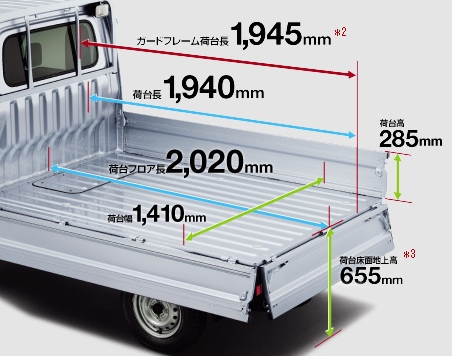 ガードフレーム荷台長 1,945mm *2
荷台長 1,940mm
荷台高
285mm
荷台フロア長 2,020mm
荷台幅 1,410mm
荷台床面地上高 *3
655mm